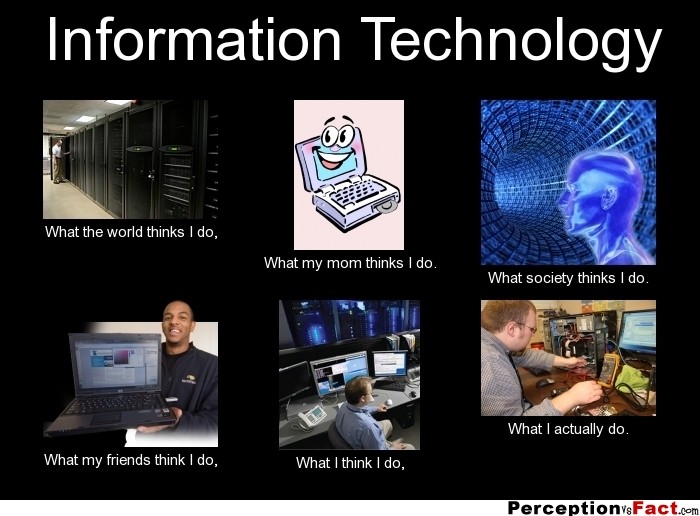 Information Technology
What the world thinks I do,
What my mom thinks I do.
What society thinks I do.
What my friends think I do,
What I think I do,
What I actually do.
PerceptionvsFact.com